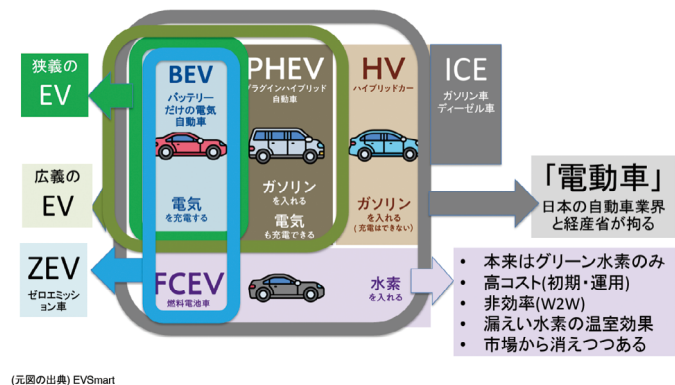 狭義の
EV
広義の
EV
ZEV
ゼロエミッ
ション車
BEV
バッテリー
だけの電気
自動車
電気
を充電する
PHEV
プラグインハイブリッド
自動車
ガソリン
を入れる
電気
も充電できる
HV
ハイブリッドカー
ガソリン
を入れる
(充電はできない)
ICE
ガソリン車
ディーゼル車
FCEV
燃料電池車
水素
を入れる
「電動車」
日本の自動車業界
と経産省が拘る
• 本来はグリーン水素のみ
• 高コスト(初期・運用)
• 非効率(W2W)
• 漏えい水素の温室効果
• 市場から消えつつある
(元図の出典) EVSmart